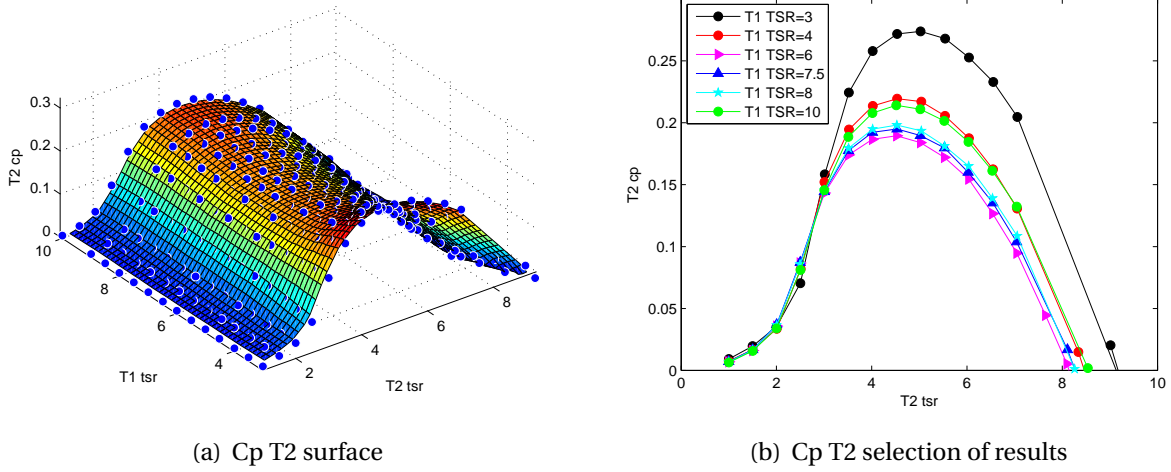 0.3
0.2
0.1
0
T2 cp
10
8
6
4
T1 tsr
2
4
6
8
T2 tsr
(a) Cp T2 surface
T1 TSR=3
T1 TSR=4
T1 TSR=6
T1 TSR=7.5
T1 TSR=8
T1 TSR=10
0.25
0.2
0.15
0.1
0.05
0
T2 cp
0 2 4 6 8 10
T2 tsr
(b) Cp T2 selection of results